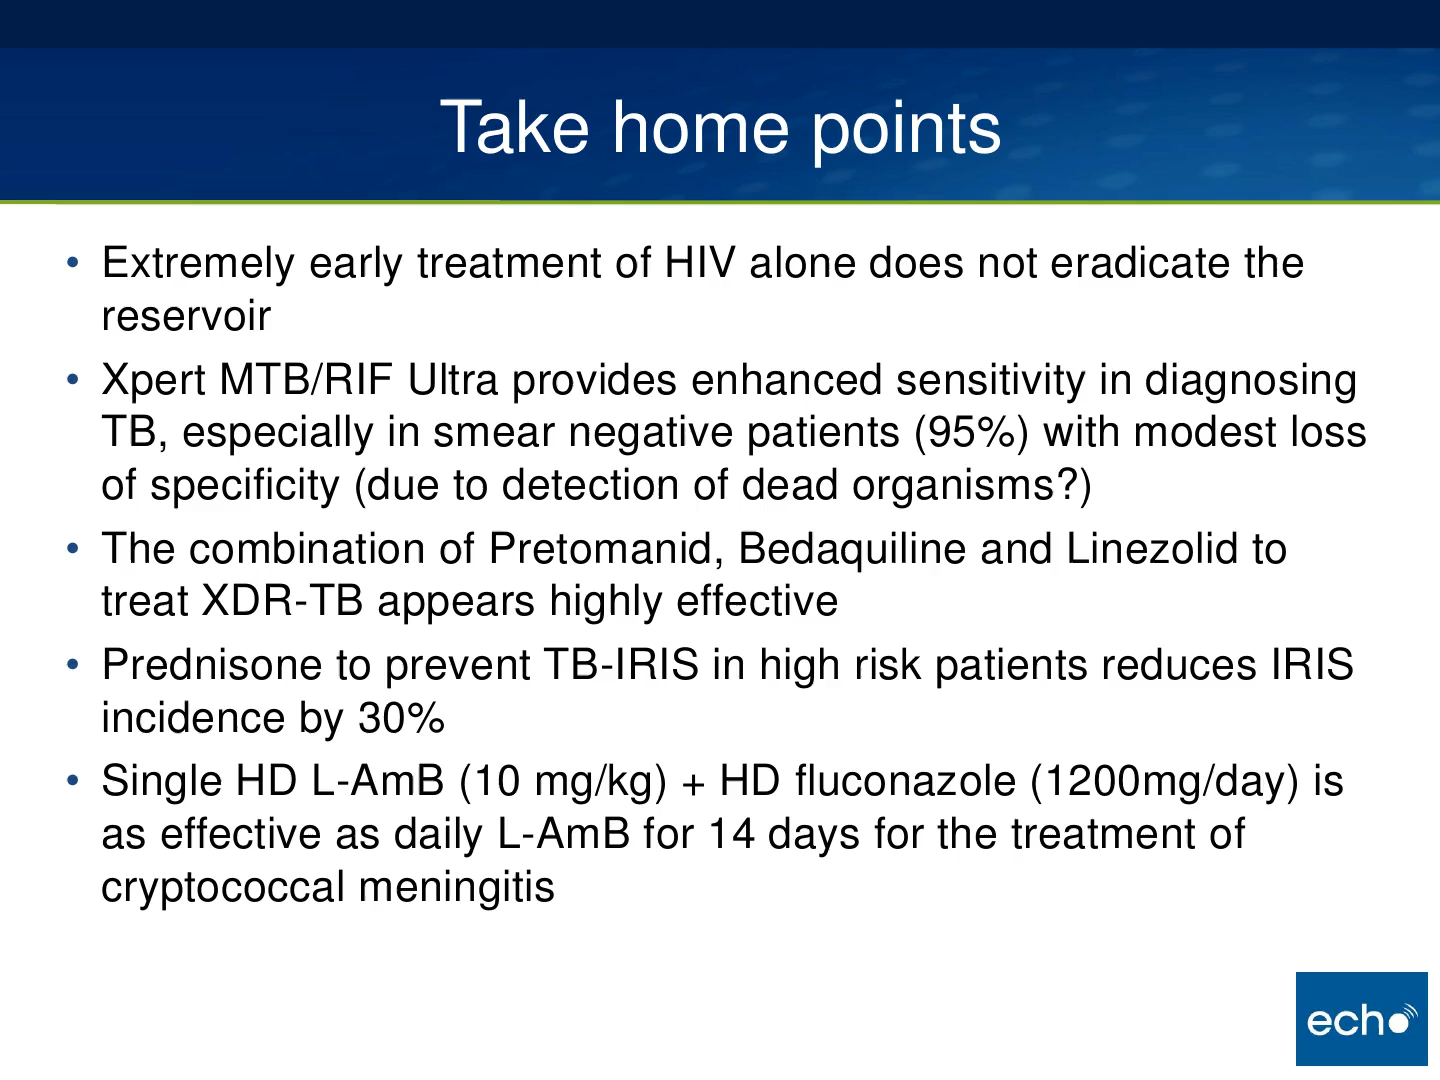 Take home points
• Extremely early treatment of HIV alone does not eradicate the
reservoir
• Xpert MTB/RIF Ultra provides enhanced sensitivity in diagnosing
TB, especially in smear negative patients (95%) with modest loss
of specificity (due to detection of dead organisms?)
• The combination of Pretomanid, Bedaquiline and Linezolid to
treat XDR-TB appears highly effective
• Prednisone to prevent TB-IRIS in high risk patients reduces IRIS
incidence by 30%
• Single HD L-AmB (10 mg/kg) + HD fluconazole (1200mg/day) is
as effective as daily L-AmB for 14 days for the treatment of
cryptococcal meningitis
echo